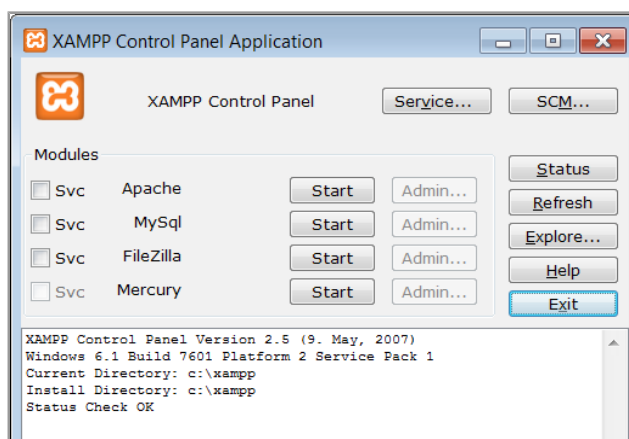 XAMPP Control Panel Application
XAMPP Control Panel Service... SCM...
Modules
Status
Svc Apache Start Admin...
Refresh
Svc MySql Start Admin...
Explore...
Svc FileZilla Start Admin...
Help
Svc Mercury Start Admin...
Exit
XAMPP Control Panel Version 2.5 (9. May, 2007)
Windows 6.1 Build 7601 Platform 2 Service Pack 1
Current Directory: c:\xampp
Install Directory: c:\xampp
Status Check OK